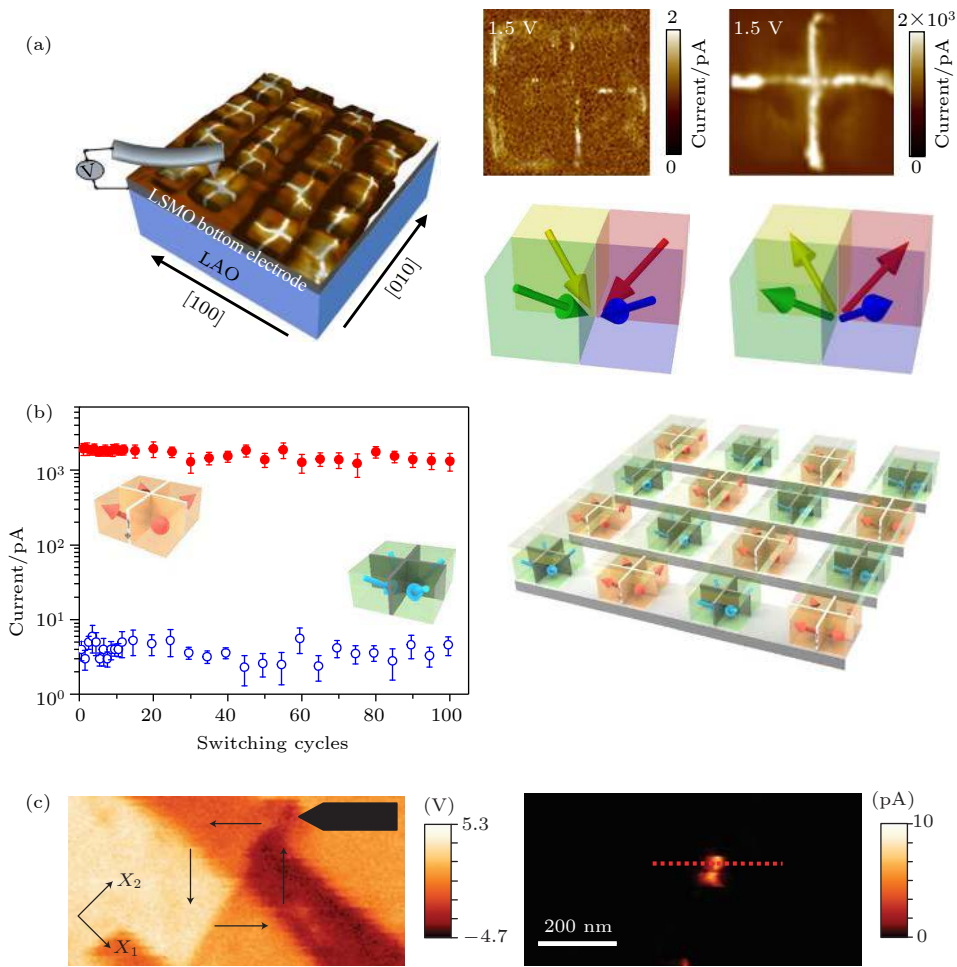 (a)
1.5 V
2
0
Current/pA
1.5 V
2×10³
0
Current/pA
V
LSMO bottom electrode
LAO
[100]
[010]
(b)
10³
10²
10¹
10⁰
Current/pA
0 20 40 60 80 100
Switching cycles
(c)
X₂
X₁
(V)
5.3
−4.7
200 nm
(pA)
10
0